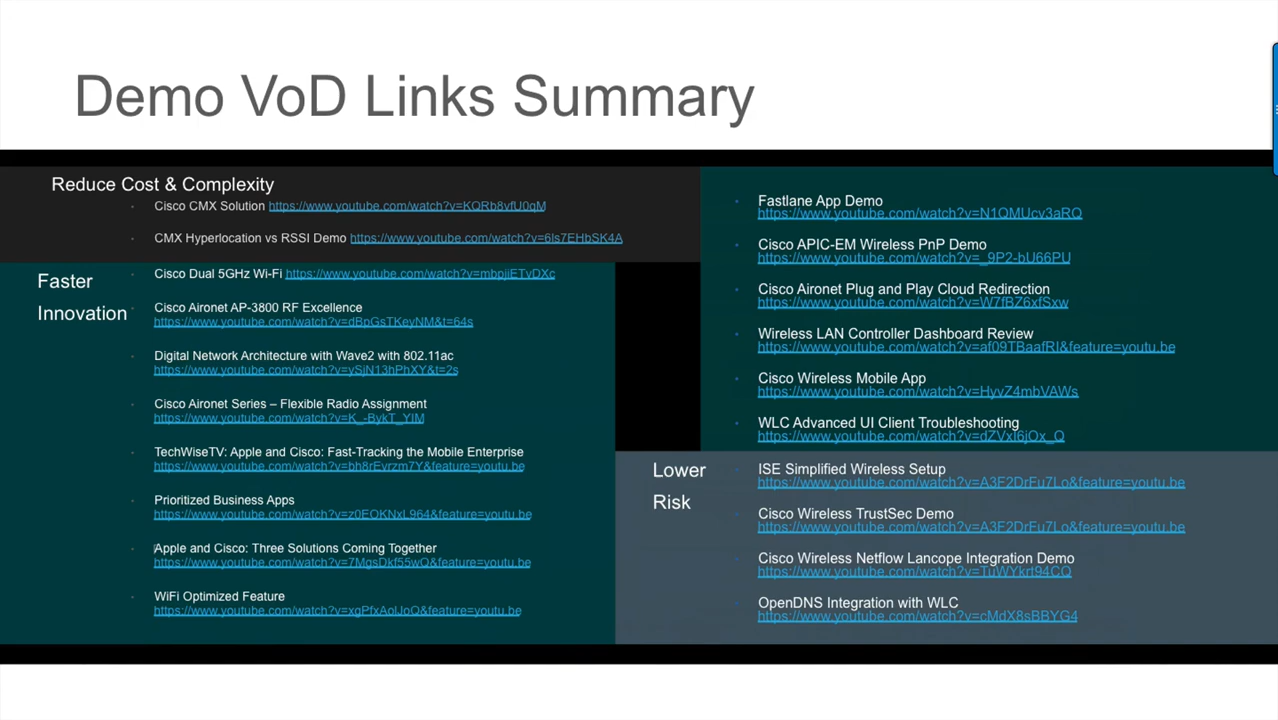 Demo VoD Links Summary
Reduce Cost & Complexity
Cisco CMX Solution https://www.youtube.com/watch?v=KQRb8vfU0qM
CMX Hyperlocation vs RSSI Demo https://www.youtube.com/watch?v=6ls7EHbSK4A
Faster
Innovation
Cisco Dual 5GHz Wi-Fi https://www.youtube.com/watch?v=mbpjiETvDXc
Cisco Aironet AP-3800 RF Excellence
https://www.youtube.com/watch?v=dBpGsTKeyNM&t=64s
Digital Network Architecture with Wave2 with 802.11ac
https://www.youtube.com/watch?v=ySjN13hPhXY&t=2s
Cisco Aironet Series – Flexible Radio Assignment
https://www.youtube.com/watch?v=K_-BykT_YIM
TechWiseTV: Apple and Cisco: Fast-Tracking the Mobile Enterprise
https://www.youtube.com/watch?v=bh8rEyrzm7Y&feature=youtu.be
Prioritized Business Apps
https://www.youtube.com/watch?v=z0EOKNxL964&feature=youtu.be
Apple and Cisco: Three Solutions Coming Together
https://www.youtube.com/watch?v=7MgsDkf55wQ&feature=youtu.be
WiFi Optimized Feature
https://www.youtube.com/watch?v=xgPfxAolJoQ&feature=youtu.be
Fastlane App Demo
https://www.youtube.com/watch?v=N1QMUcv3aRQ
Cisco APIC-EM Wireless PnP Demo
https://www.youtube.com/watch?v=_9P2-bU66PU
Cisco Aironet Plug and Play Cloud Redirection
https://www.youtube.com/watch?v=W7fBZ6xfSxw
Wireless LAN Controller Dashboard Review
https://www.youtube.com/watch?v=af09TBaafRI&feature=youtu.be
Cisco Wireless Mobile App
https://www.youtube.com/watch?v=HyvZ4mbVAWs
WLC Advanced UI Client Troubleshooting
https://www.youtube.com/watch?v=dZVxI6jOx_Q
Lower
Risk
ISE Simplified Wireless Setup
https://www.youtube.com/watch?v=A3F2DrFu7Lo&feature=youtu.be
Cisco Wireless TrustSec Demo
https://www.youtube.com/watch?v=A3F2DrFu7Lo&feature=youtu.be
Cisco Wireless Netflow Lancope Integration Demo
https://www.youtube.com/watch?v=TuWYkrt94CQ
OpenDNS Integration with WLC
https://www.youtube.com/watch?v=cMdX8sBBYG4